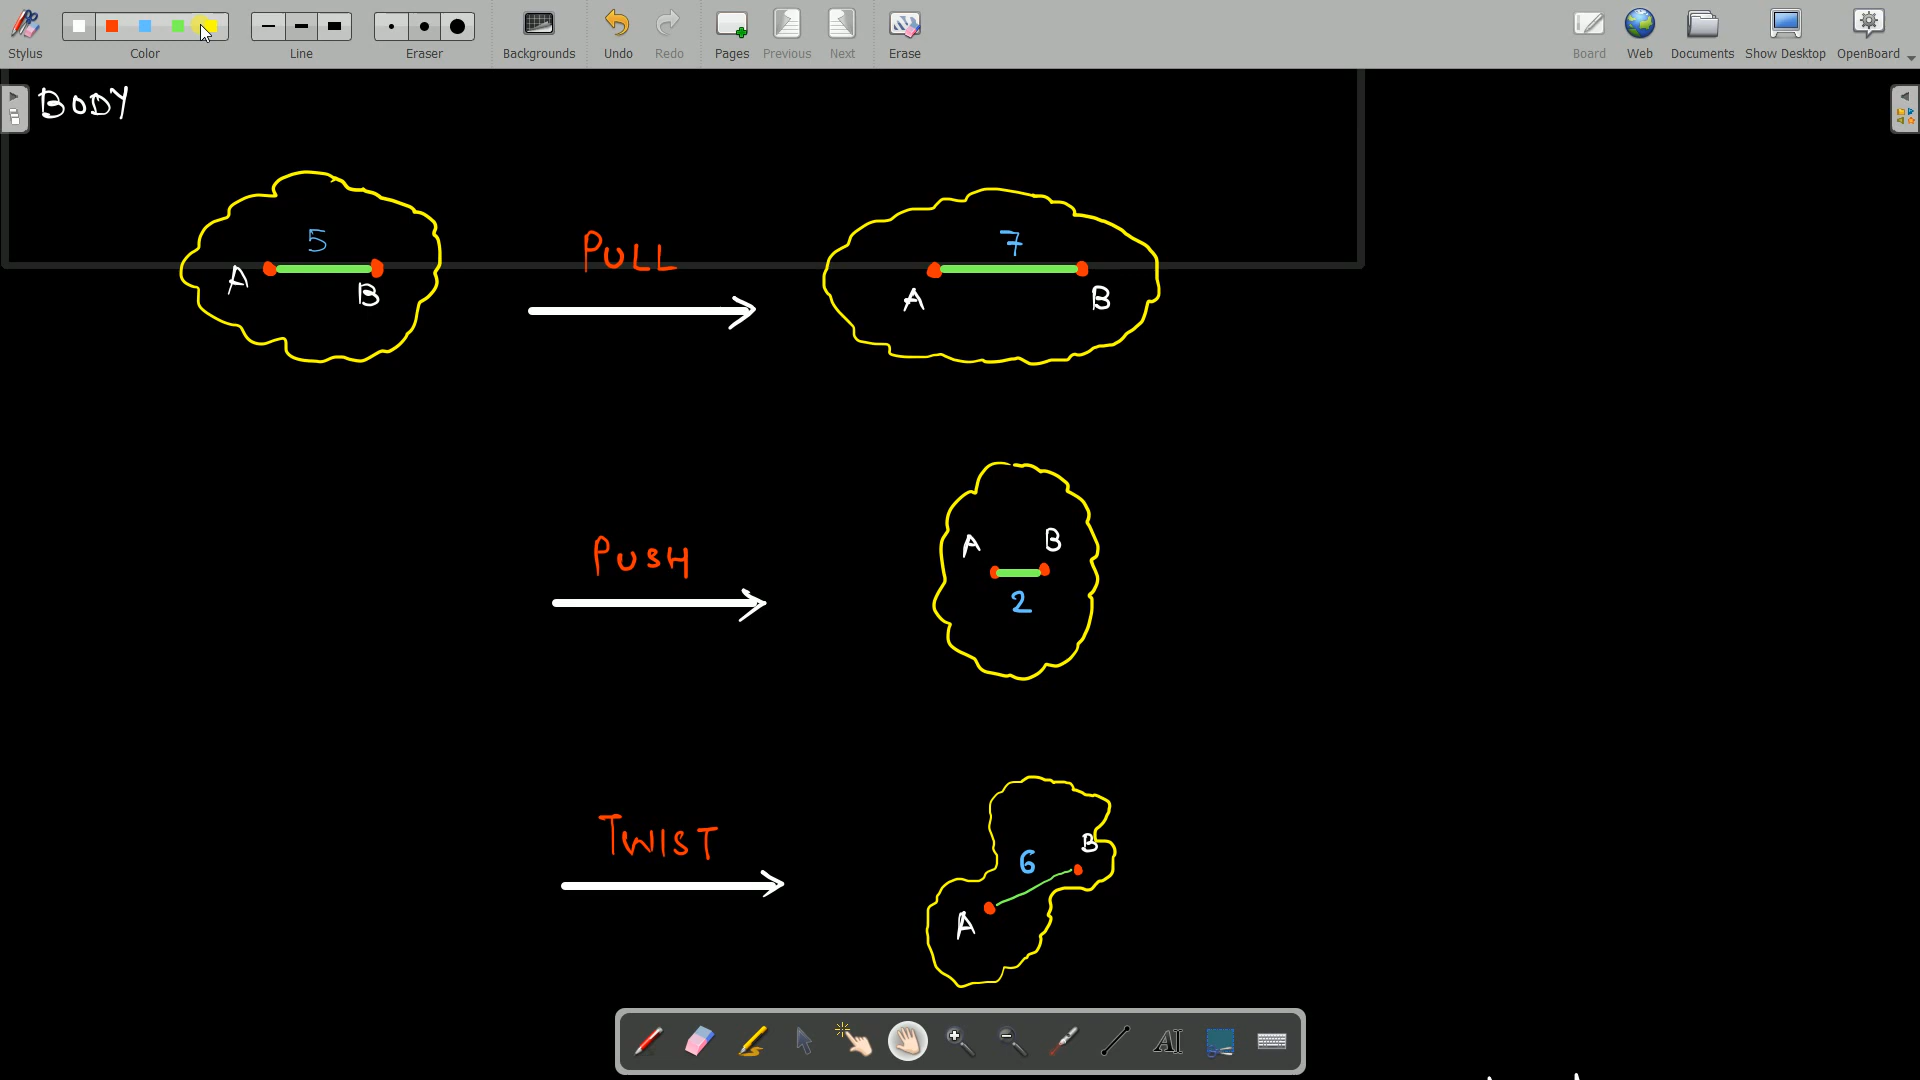 Stylus Color Line Eraser Backgrounds Undo Redo Pages Previous Next Erase Board Web Documents Show Desktop OpenBoard
BODY
5
A B
PULL
7
A B
PUSH
A B
2
TWIST
B
6
A
AI